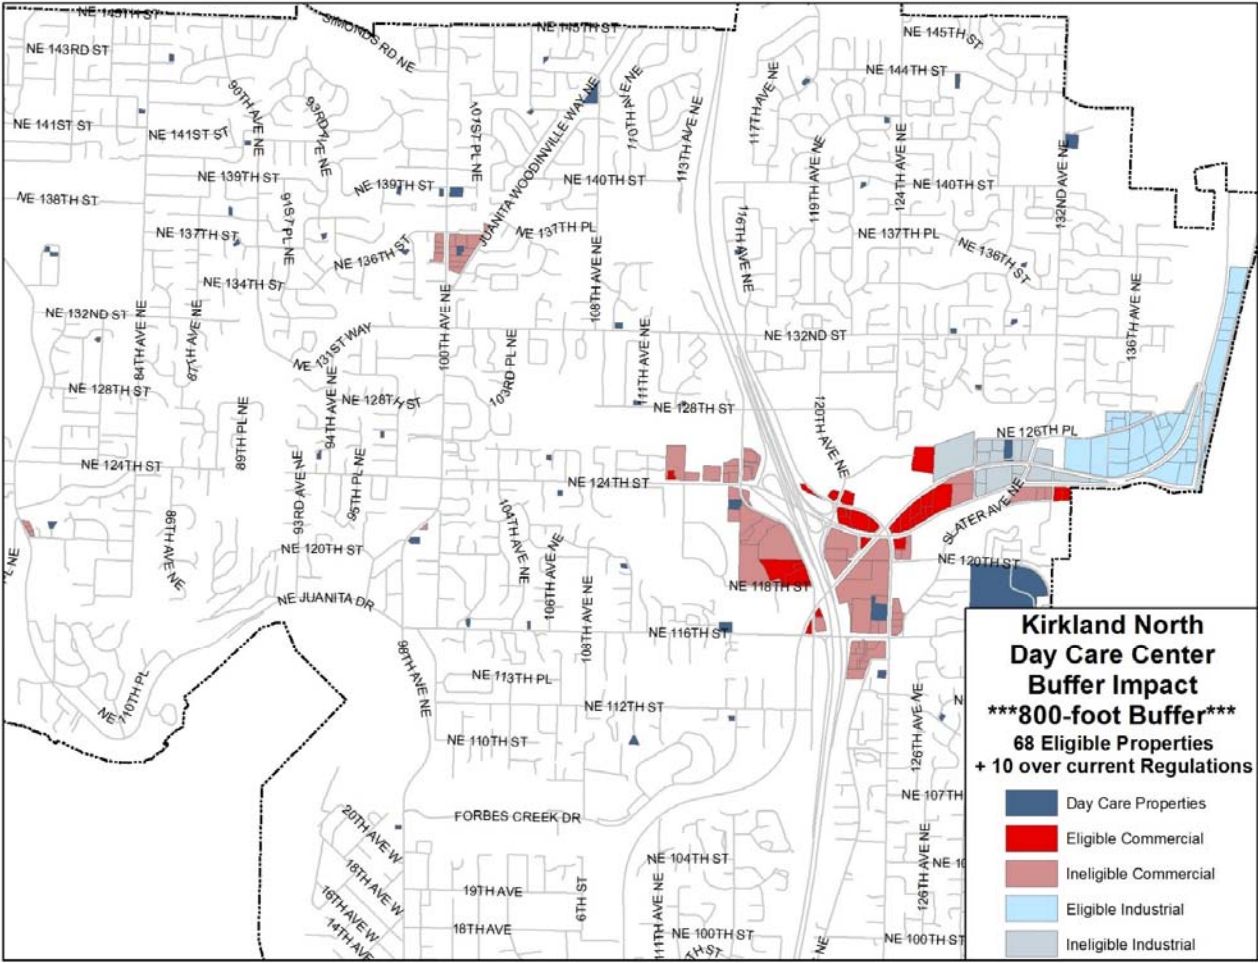 NE 145TH ST
SIMONDS RD NE
NE 145TH ST
NE 145TH ST
NE 143RD ST
NE 144TH ST
90TH AVE NE
93RD AVE NE
101ST PL NE
JUANITA WOODINVILLE WAY NE
110TH AVE NE
113TH AVE NE
117TH AVE NE
119TH AVE NE
124TH AVE NE
132ND AVE NE
NE 141ST ST
NE 141ST ST
NE 139TH ST
NE 139TH ST
NE 140TH ST
NE 140TH ST
NE 138TH ST
91ST PL NE
NE 137TH ST
NE 136TH ST
NE 137TH PL
108TH AVE NE
116TH AVE NE
NE 137TH PL
NE 136TH ST
NE 134TH ST
NE 132ND ST
84TH AVE NE
87TH AVE NE
NE 131ST WAY
100TH AVE NE
103RD PL NE
111TH AVE NE
NE 132ND ST
136TH AVE NE
NE 128TH ST
94TH AVE NE
NE 128TH ST
NE 128TH ST
120TH AVE NE
89TH PL NE
NE 126TH PL
NE 124TH ST
93RD AVE NE
95TH PL NE
NE 124TH ST
SLATER AVE NE
86TH AVE NE
104TH AVE NE
106TH AVE NE
NE 120TH ST
NE 120TH ST
PL NE
108TH AVE NE
NE 118TH ST
NE JUANITA DR
NE 116TH ST
98TH AVE NE
NE 113TH PL
NE 110TH PL
NE 112TH ST
126TH AVE NE
N
NE 110TH ST
NE 107TH
FORBES CREEK DR
20TH AVE W
NE 104TH ST
126TH AVE NE
NE 10
18TH AVE W
19TH AVE
6TH ST
111TH AVE NE
16TH AVE W
14TH AVE
18TH AVE
NE 100TH ST
NE 100TH ST
TH ST
NE
Kirkland North
Day Care Center
Buffer Impact
***800-foot Buffer***
68 Eligible Properties
+ 10 over current Regulations
Day Care Properties
Eligible Commercial
Ineligible Commercial
Eligible Industrial
Ineligible Industrial